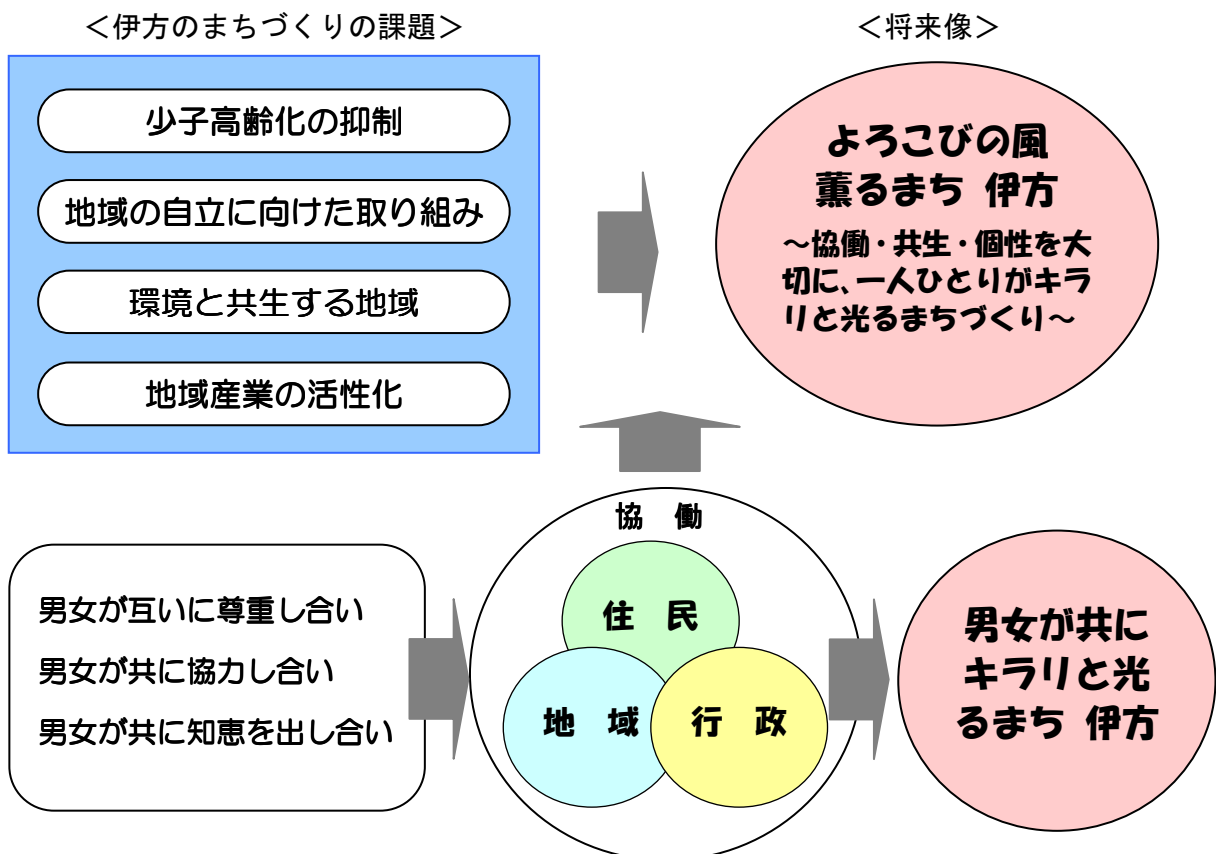 ＜伊方のまちづくりの課題＞
＜将来像＞
少子高齢化の抑制
地域の自立に向けた取り組み
環境と共生する地域
地域産業の活性化
よろこびの風
薫るまち 伊方
～協働・共生・個性を大
切に、一人ひとりがキラ
リと光るまちづくり～
男女が互いに尊重し合い
男女が共に協力し合い
男女が共に知恵を出し合い
協 働
住 民
地 域
行 政
男女が共に
キラリと光
るまち 伊方